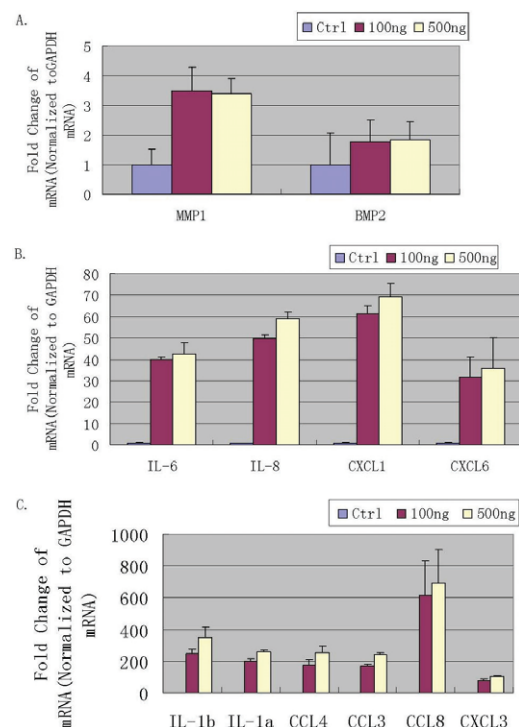 A.
Ctrl 100ng 500ng
Fold Change of
mRNA(Normalized toGAPDH
mRNA)
5
4
3
2
1
0
MMP1 BMP2
B.
Ctrl 100ng 500ng
Fold Change of
mRNA(Normalized to GAPDH
mRNA)
80
70
60
50
40
30
20
10
0
IL-6 IL-8 CXCL1 CXCL6
C.
Ctrl 100ng 500ng
Fold Change of
mRNA(Normalized to GAPDH
mRNA)
1000
800
600
400
200
0
IL-1b IL-1a CCL4 CCL3 CCL8 CXCL3